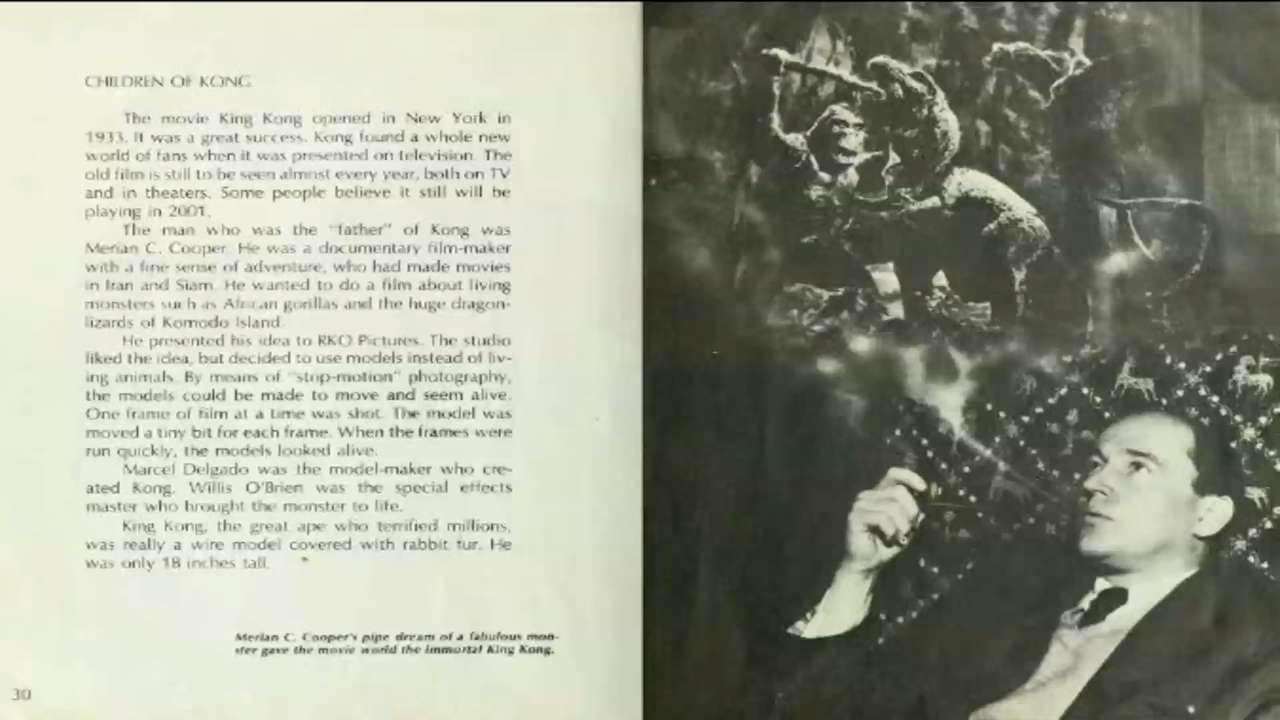 CHILDREN OF KONG
The movie King Kong opened in New York in
1933. It was a great success. Kong found a whole new
world of fans when it was presented on television. The
old film is still to be seen almost every year, both on TV
and in theaters. Some people believe it still will be
playing in 2001.
The man who was the "father" of Kong was
Merian C. Cooper. He was a documentary film-maker
with a fine sense of adventure, who had made movies
in Iran and Siam. He wanted to do a film about living
monsters such as African gorillas and the huge dragon-
lizards of Komodo Island.
He presented his idea to RKO Pictures. The studio
liked the idea, but decided to use models instead of liv-
ing animals. By means of "stop-motion" photography,
the models could be made to move and seem alive.
One frame of film at a time was shot. The model was
moved a tiny bit for each frame. When the frames were
run quickly, the models looked alive.
Marcel Delgado was the model-maker who cre-
ated Kong. Willis O'Brien was the special effects
master who brought the monster to life.
King Kong, the great ape who terrified millions,
was really a wire model covered with rabbit fur. He
was only 18 inches tall.
Merian C. Cooper's pipe dream of a fabulous mon-
ster gave the movie world the immortal King Kong.
30